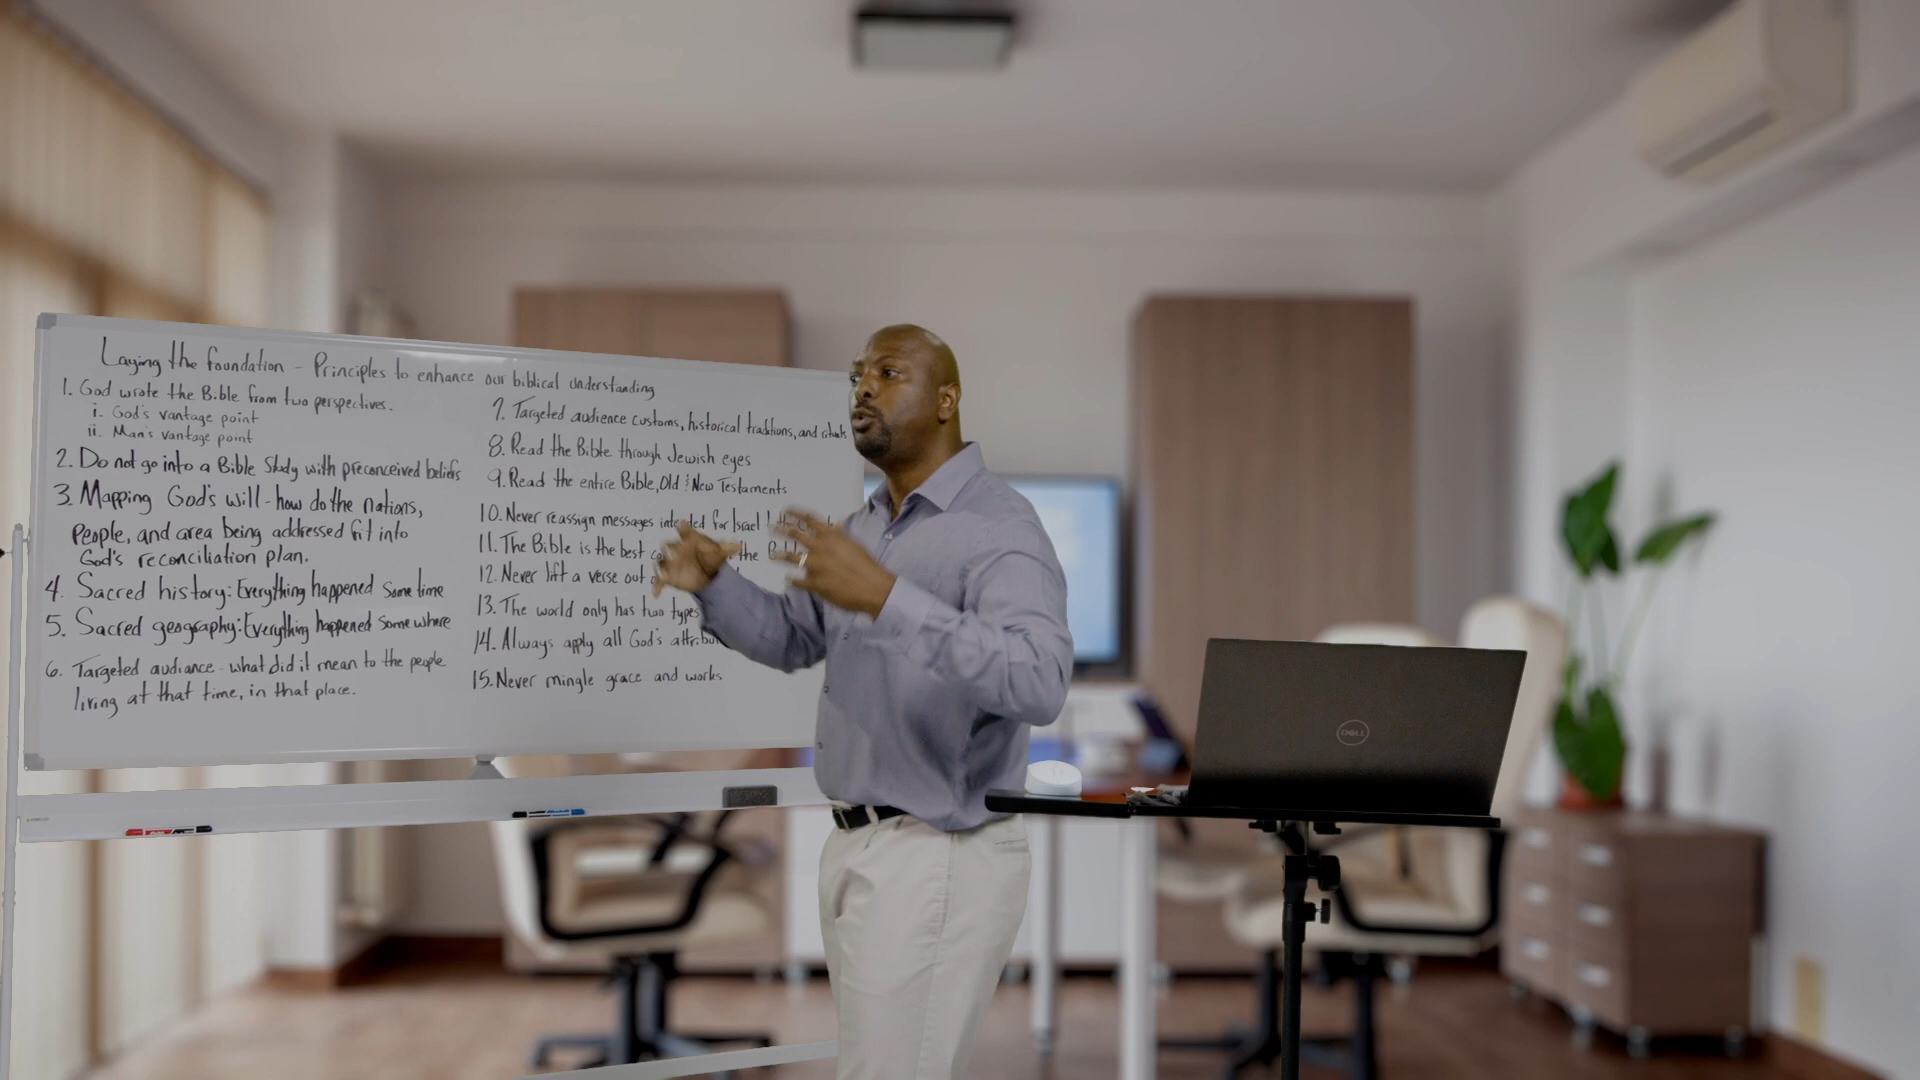 Laying the foundation - Principles to enhance our biblical understanding
1. God wrote the Bible from two perspectives.
i. God's vantage point
ii. Man's vantage point
2. Do not go into a Bible Study with preconceived beliefs
3. Mapping God's will - how do the nations,
People, and area being addressed fit into
God's reconciliation plan.
4. Sacred history: Everything happened some time
5. Sacred geography: Everything happened somewhere
6. Targeted audiance - what did it mean to the people
living at that time, in that place.
7. Targeted audience customs, historical traditions, and rituals
8. Read the Bible through Jewish eyes
9. Read the entire Bible, Old & New Testaments
10. Never reassign messages intended for Israel
11. The Bible is the best the Bible
12. Never lift a verse out
13. The world only has two types
14. Always apply all God's
15. Never mingle grace and works
DELL